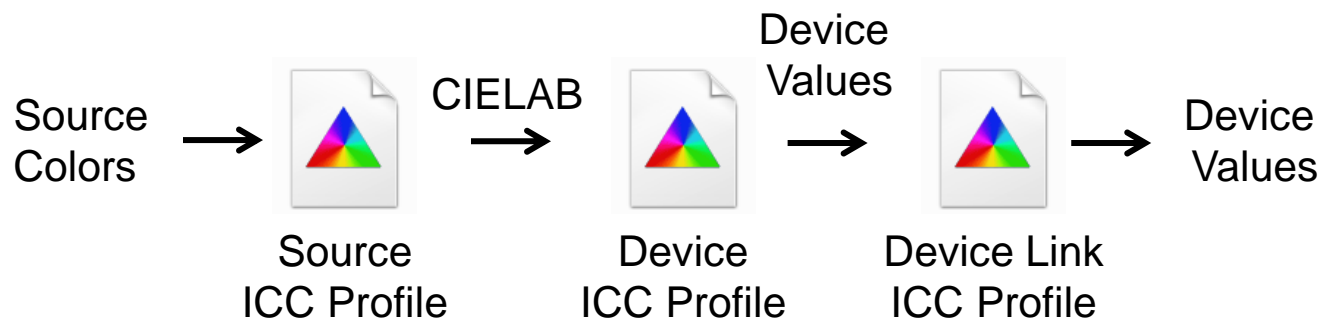 Source
Colors
CIELAB
Device
Values
Device
Values
Source
ICC Profile
Device
ICC Profile
Device Link
ICC Profile